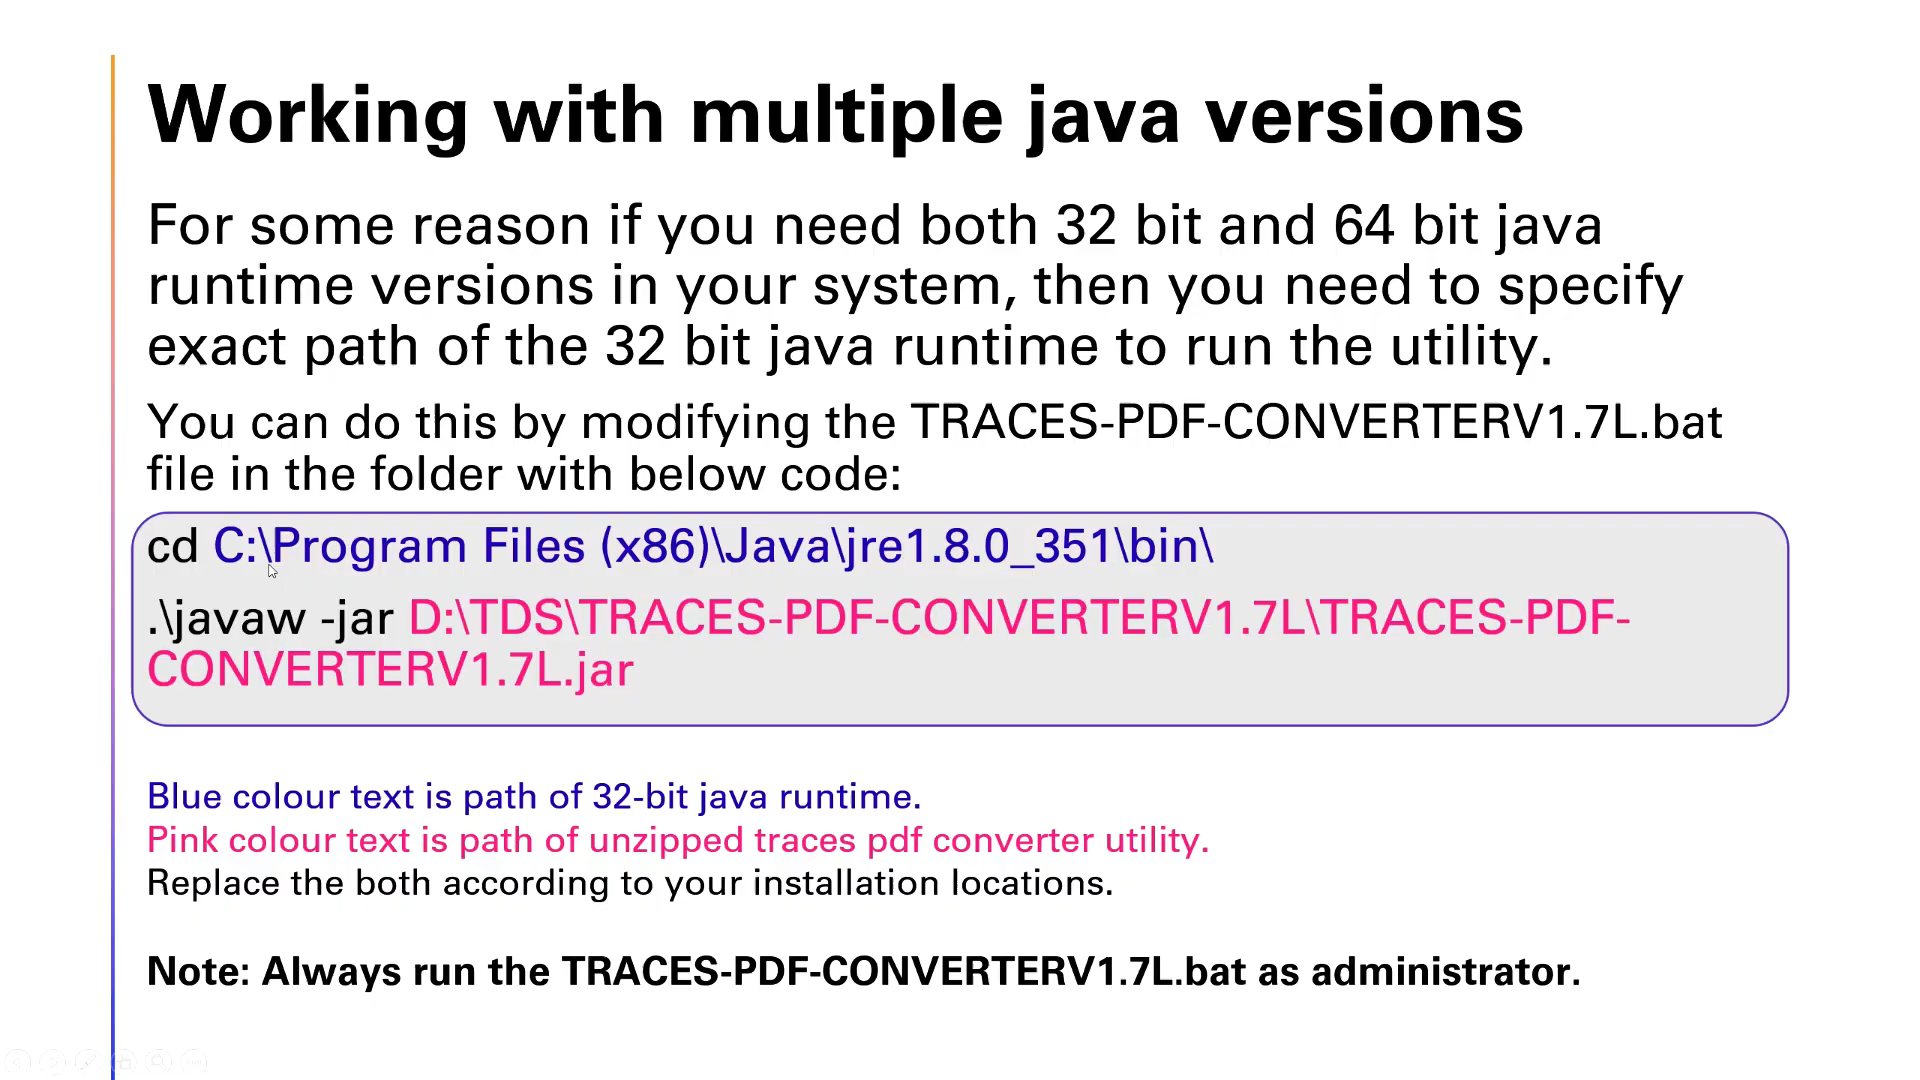 Working with multiple java versions
For some reason if you need both 32 bit and 64 bit java
runtime versions in your system, then you need to specify
exact path of the 32 bit java runtime to run the utility.
You can do this by modifying the TRACES-PDF-CONVERTERV1.7L.bat
file in the folder with below code:
cd C:\Program Files (x86)\Java\jre1.8.0_351\bin\
.\javaw -jar D:\TDS\TRACES-PDF-CONVERTERV1.7L\TRACES-PDF-
CONVERTERV1.7L.jar
Blue colour text is path of 32-bit java runtime.
Pink colour text is path of unzipped traces pdf converter utility.
Replace the both according to your installation locations.
Note: Always run the TRACES-PDF-CONVERTERV1.7L.bat as administrator.